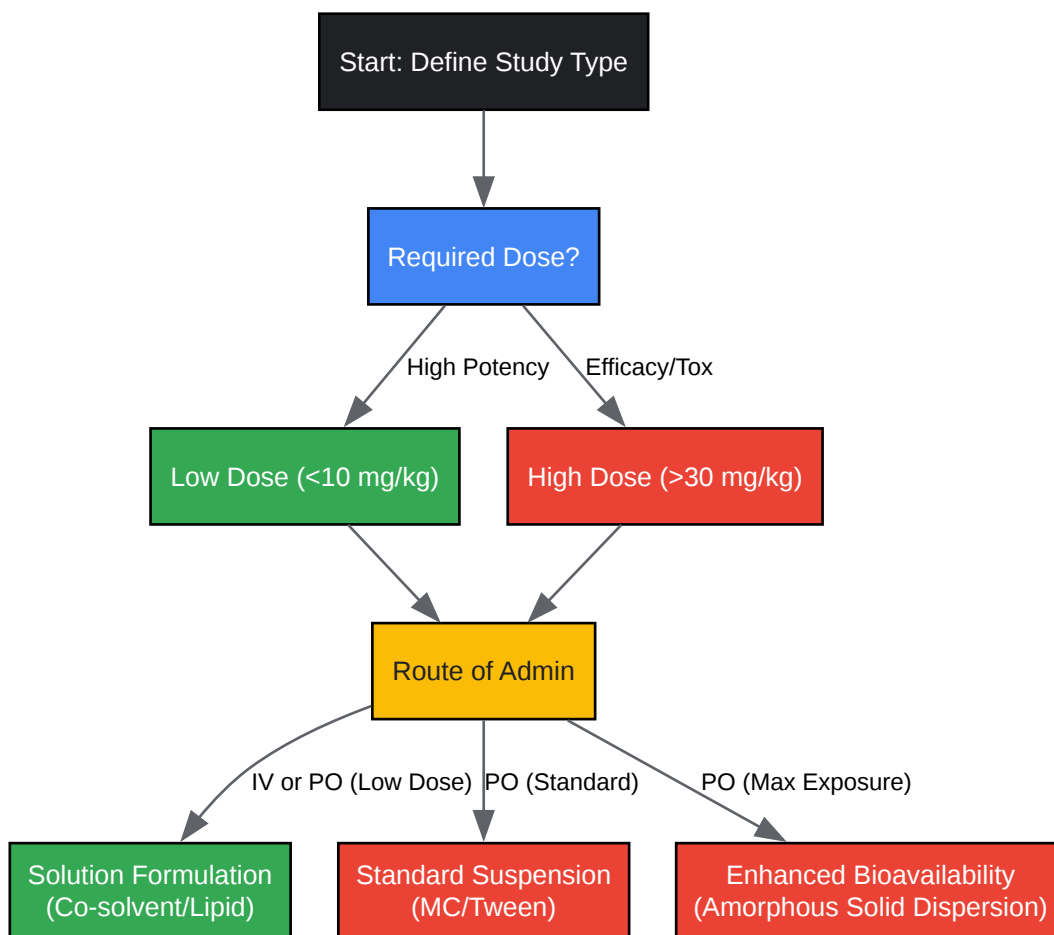 Start: Define Study Type
Required Dose?
High Potency
Efficacy/Tox
Low Dose (<10 mg/kg)
High Dose (>30 mg/kg)
Route of Admin
IV or PO (Low Dose)
PO (Standard)
PO (Max Exposure)
Solution Formulation
(Co-solvent/Lipid)
Standard Suspension
(MC/Tween)
Enhanced Bioavailability
(Amorphous Solid Dispersion)